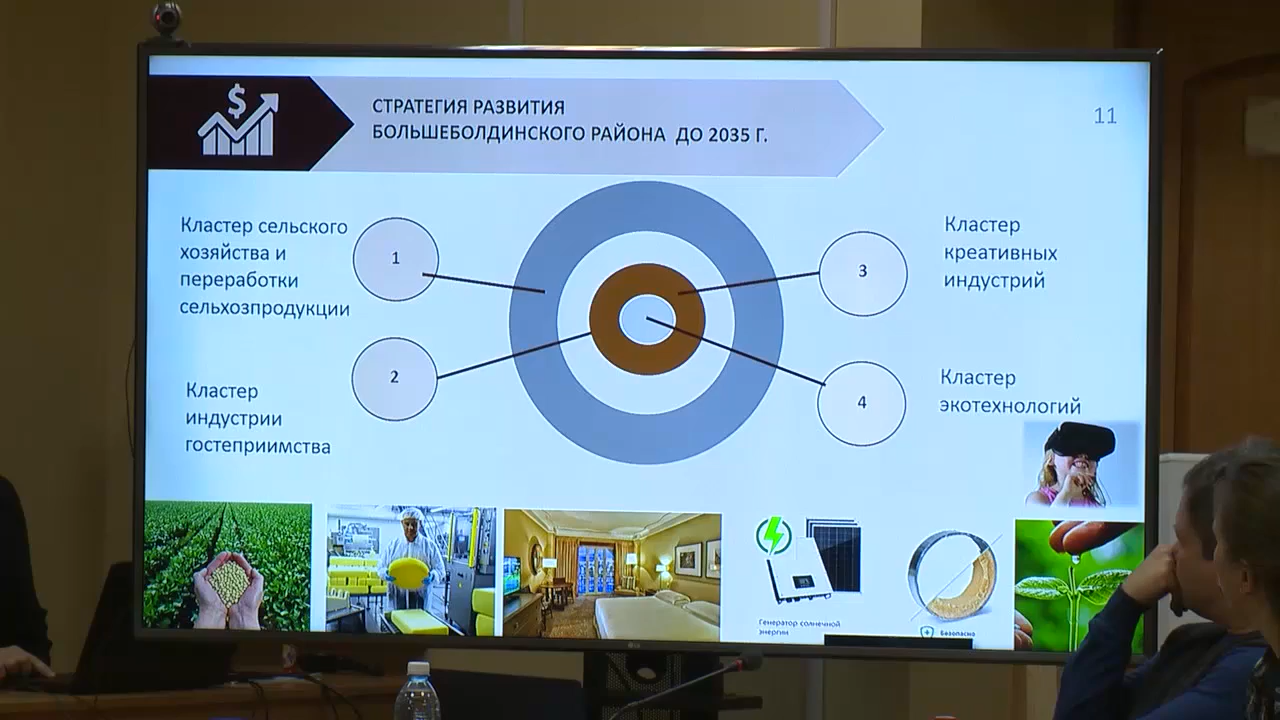 СТРАТЕГИЯ РАЗВИТИЯ
БОЛЬШЕБОЛДИНСКОГО РАЙОНА ДО 2035 Г.
11
$
Кластер сельского
хозяйства и
переработки
сельхозпродукции
1
Кластер
индустрии
гостеприимства
2
3
Кластер
креативных
индустрий
4
Кластер
экотехнологий
Генератор солнечной
энергии
Безопасно
LG